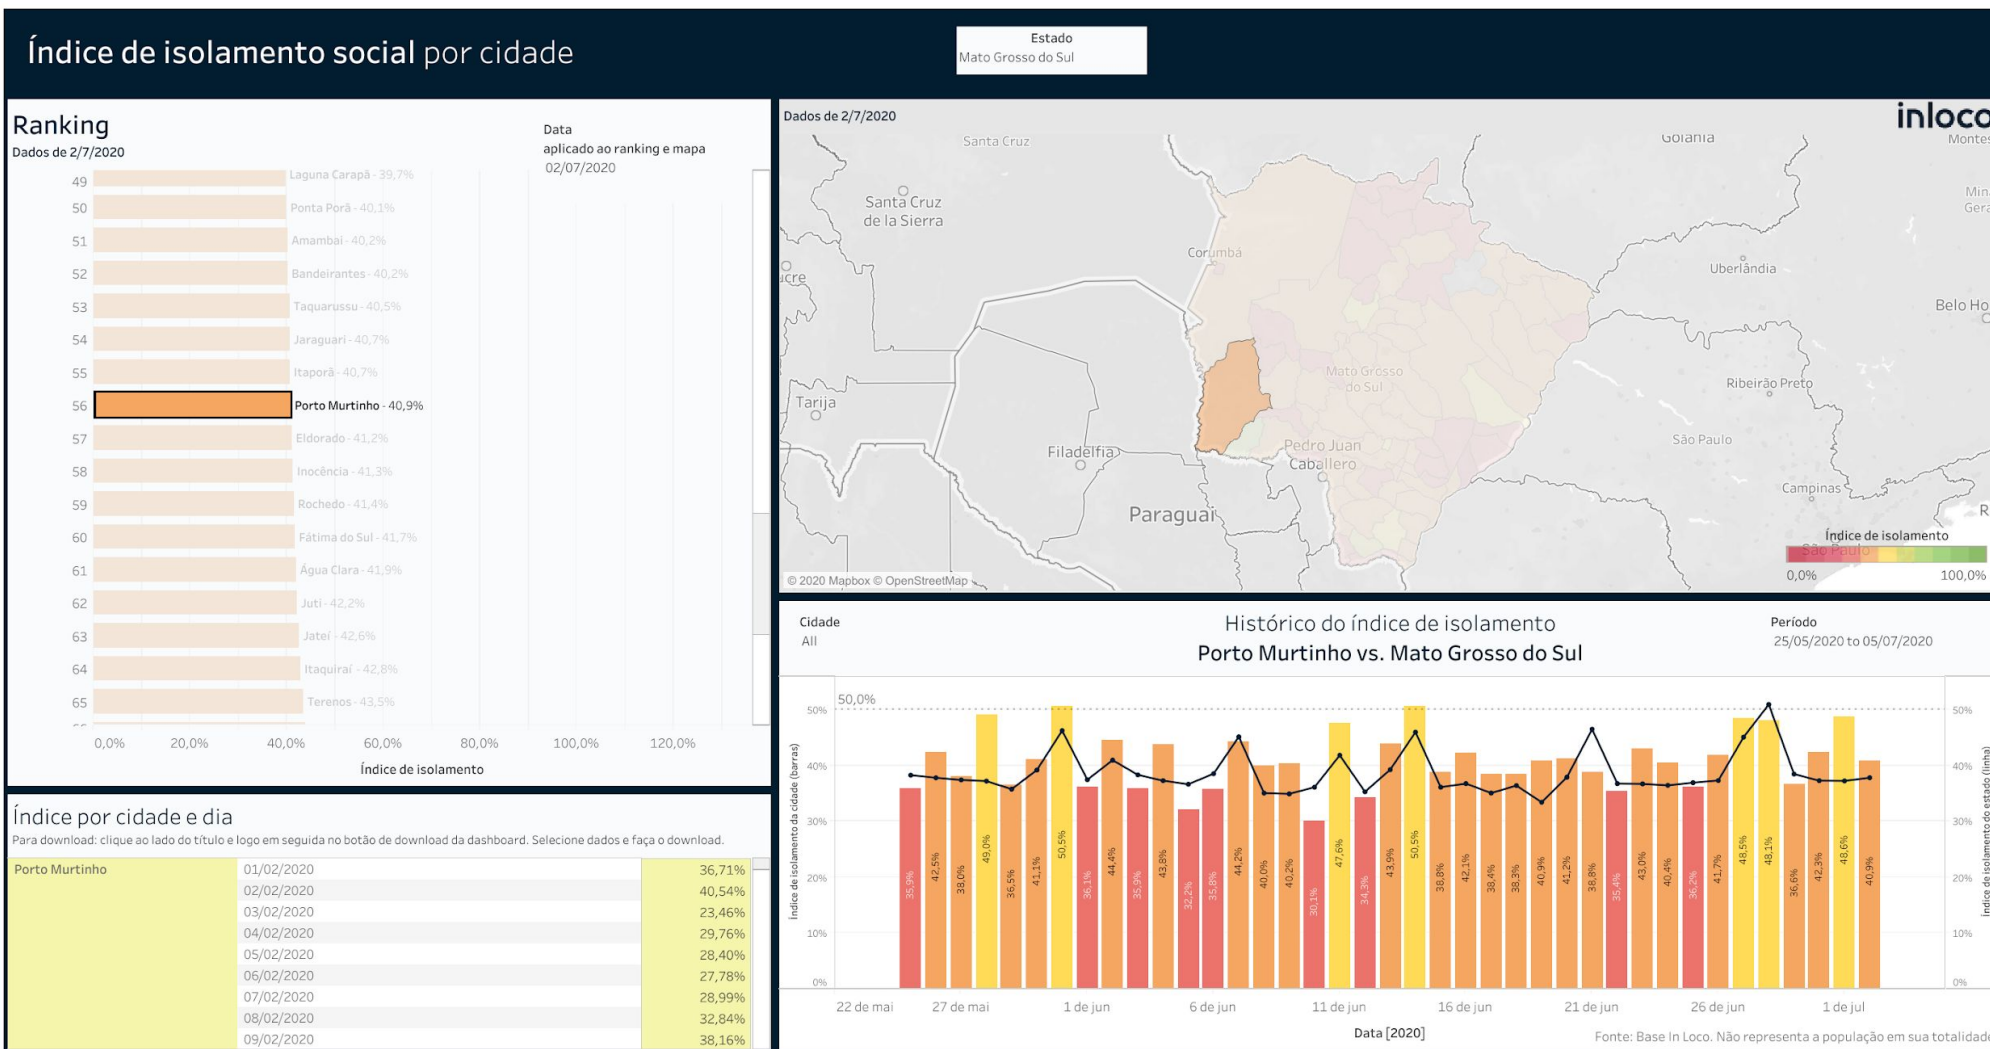 Índice de isolamento social por cidade
Estado
Mato Grosso do Sul
Ranking
Dados de 2/7/2020
Data
aplicado ao ranking e mapa
02/07/2020
49 Laguna Carapã - 39,7%
50 Ponta Porã - 40,1%
51 Amambai - 40,2%
52 Bandeirantes - 40,2%
53 Taquarussu - 40,5%
54 Jaraguari - 40,7%
55 Itaporã - 40,7%
56 Porto Murtinho - 40,9%
57 Eldorado - 41,2%
58 Inocência - 41,3%
59 Rochedo - 41,4%
60 Fátima do Sul - 41,7%
61 Água Clara - 41,9%
62 Juti - 42,2%
63 Jateí - 42,6%
64 Itaquiraí - 42,8%
65 Terenos - 43,5%
0,0% 20,0% 40,0% 60,0% 80,0% 100,0% 120,0%
Índice de isolamento
Índice por cidade e dia
Para download: clique ao lado do título e logo em seguida no botão de download da dashboard. Selecione dados e faça o download.
Porto Murtinho 01/02/2020 36,71%
02/02/2020 40,54%
03/02/2020 23,46%
04/02/2020 29,76%
05/02/2020 28,40%
06/02/2020 27,78%
07/02/2020 28,99%
08/02/2020 32,84%
09/02/2020 38,16%
Dados de 2/7/2020
inloco
Santa Cruz
Goiânia
Montes
Santa Cruz
de la Sierra
Min
Gera
Corumbá
ucre
Uberlândia
Belo Ho
Mato Grosso
do Sul
Ribeirão Preto
Tarija
São Paulo
Filadélfia
Pedro Juan
Caballero
Campinas
Paraguai
R
Índice de isolamento
São Paulo
0,0% 100,0%
© 2020 Mapbox © OpenStreetMap
Cidade
All
Histórico do índice de isolamento
Porto Murtinho vs. Mato Grosso do Sul
Período
25/05/2020 to 05/07/2020
50,0%
Índice de isolamento da cidade (barras)
50%
40%
30%
20%
10%
0%
35,9% 42,5% 38,0% 49,0% 36,5% 41,1% 50,5% 36,1% 44,4% 35,9% 43,8% 32,2% 35,8% 44,2% 40,0% 40,2% 30,1% 47,6% 34,3% 43,9% 50,5% 38,8% 42,1% 38,4% 38,3% 40,9% 41,2% 38,8% 35,4% 43,0% 40,4% 36,2% 41,7% 48,5% 48,1% 36,6% 42,3% 48,6% 40,9%
50%
40%
30%
20%
10%
0%
Índice de isolamento do estado (linha)
22 de mai 27 de mai 1 de jun 6 de jun 11 de jun 16 de jun 21 de jun 26 de jun 1 de jul
Data [2020]
Fonte: Base In Loco. Não representa a população em sua totalidade